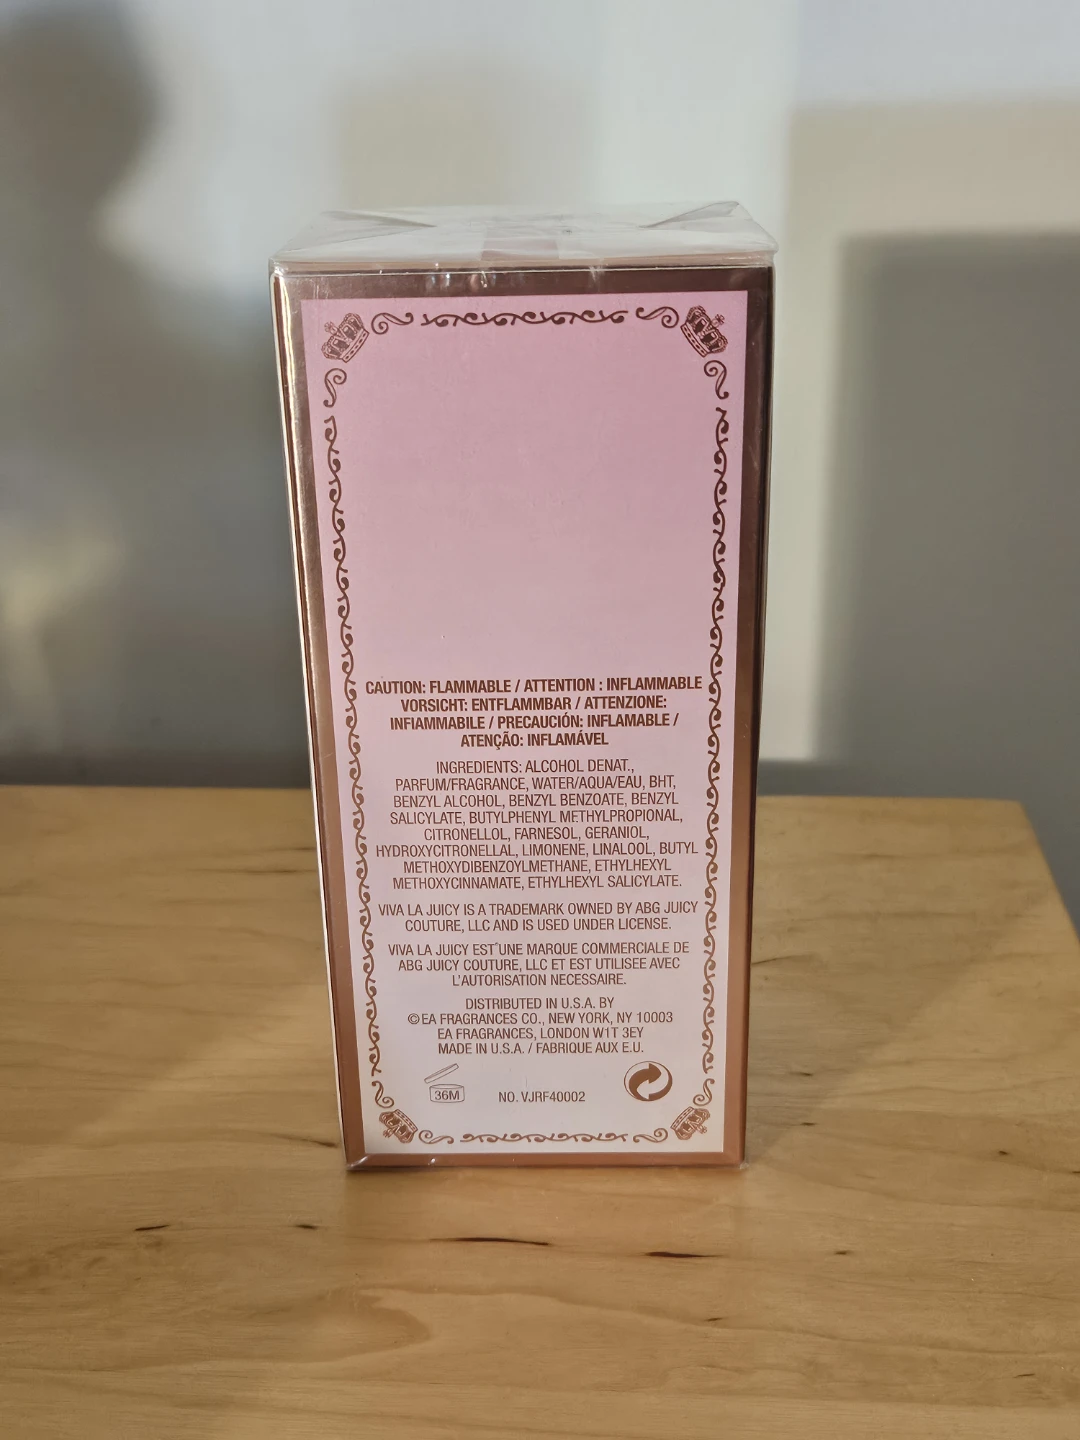 CAUTION: FLAMMABLE / ATTENTION : INFLAMMABLE
VORSICHT: ENTFLAMMBAR / ATTENZIONE:
INFIAMMABILE / PRECAUCIÓN: INFLAMABLE /
ATENÇÃO: INFLAMÁVEL
INGREDIENTS: ALCOHOL DENAT.,
PARFUM/FRAGRANCE, WATER/AQUA/EAU, BHT,
BENZYL ALCOHOL, BENZYL BENZOATE, BENZYL
SALICYLATE, BUTYLPHENYL METHYLPROPIONAL,
CITRONELLOL, FARNESOL, GERANIOL,
HYDROXYCITRONELLAL, LIMONENE, LINALOOL, BUTYL
METHOXYDIBENZOYLMETHANE, ETHYLHEXYL
METHOXYCINNAMATE, ETHYLHEXYL SALICYLATE.
VIVA LA JUICY IS A TRADEMARK OWNED BY ABG JUICY
COUTURE, LLC AND IS USED UNDER LICENSE.
VIVA LA JUICY EST´UNE MARQUE COMMERCIALE DE
ABG JUICY COUTURE, LLC ET EST UTILISEE AVEC
L'AUTORISATION NECESSAIRE.
DISTRIBUTED IN U.S.A. BY
©EA FRAGRANCES CO., NEW YORK, NY 10003
EA FRAGRANCES, LONDON W1T 3EY
MADE IN U.S.A. / FABRIQUE AUX E.U.
36M
NO. VJRF40002